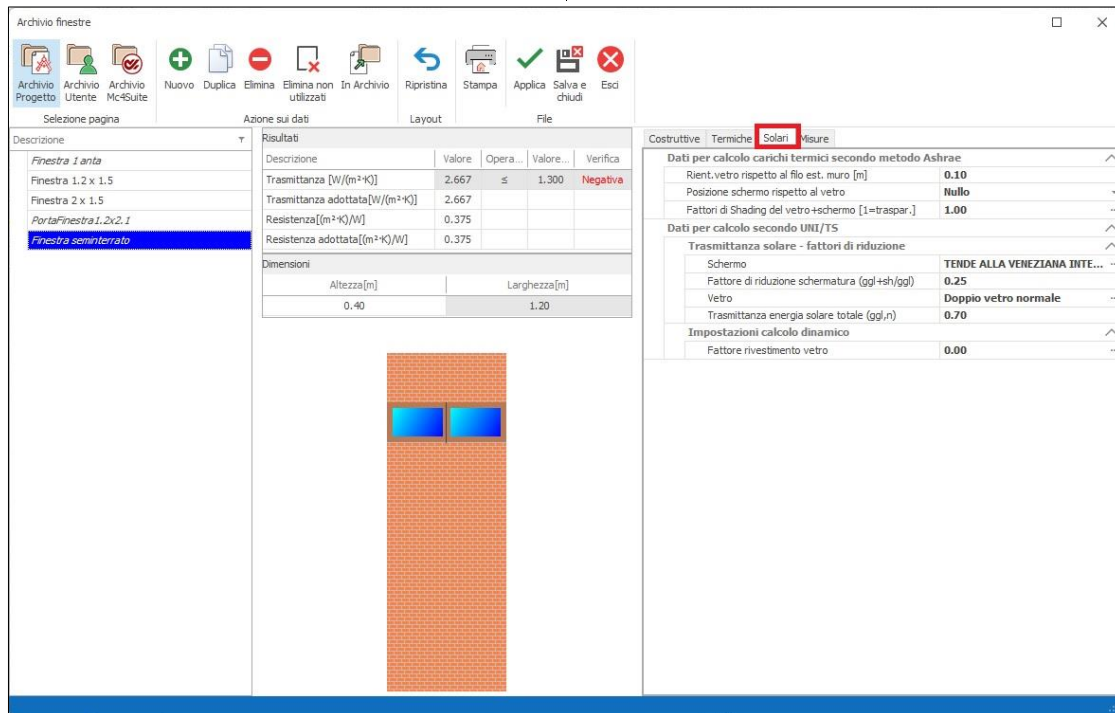 Archivio finestre
Archivio Progetto
Archivio Utente
Archivio Mc4Suite
Nuovo
Duplica
Elimina
Elimina non utilizzati
In Archivio
Ripristina
Stampa
Applica
Salva e chiudi
Esci
Selezione pagina
Azione sui dati
Layout
File
Descrizione
Finestra 1 anta
Finestra 1.2 x 1.5
Finestra 2 x 1.5
PortaFinestra1.2x2.1
Finestra seminterrato
Risultati
Descrizione Valore Opera... Valore... Verifica
Trasmittanza [W/(m²·K)] 2.667 ≤ 1.300 Negativa
Trasmittanza adottata[W/(m²·K)] 2.667
Resistenza[(m²·K)/W] 0.375
Resistenza adottata[(m²·K)/W] 0.375
Dimensioni
Altezza[m] Larghezza[m]
0.40 1.20
Costruttive Termiche Solari Misure
Dati per calcolo carichi termici secondo metodo Ashrae
Rient.vetro rispetto al filo est. muro [m] 0.10
Posizione schermo rispetto al vetro Nullo
Fattori di Shading del vetro+schermo [1=traspar.] 1.00
Dati per calcolo secondo UNI/TS
Trasmittanza solare - fattori di riduzione
Schermo TENDE ALLA VENEZIANA INTE...
Fattore di riduzione schermatura (ggl+sh/ggl) 0.25
Vetro Doppio vetro normale
Trasmittanza energia solare totale (ggl,n) 0.70
Impostazioni calcolo dinamico
Fattore rivestimento vetro 0.00